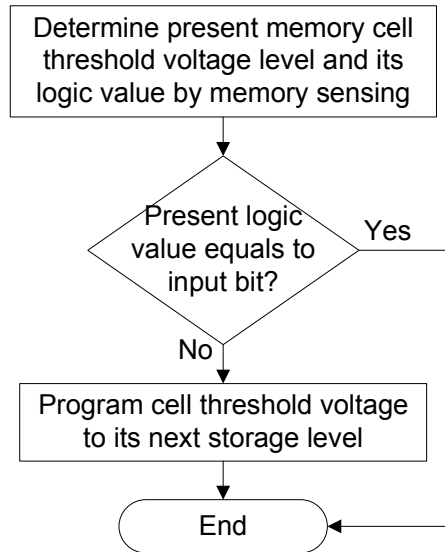 Determine present memory cell
threshold voltage level and its
logic value by memory sensing
Present logic
value equals to
input bit?
Yes
No
Program cell threshold voltage
to its next storage level
End